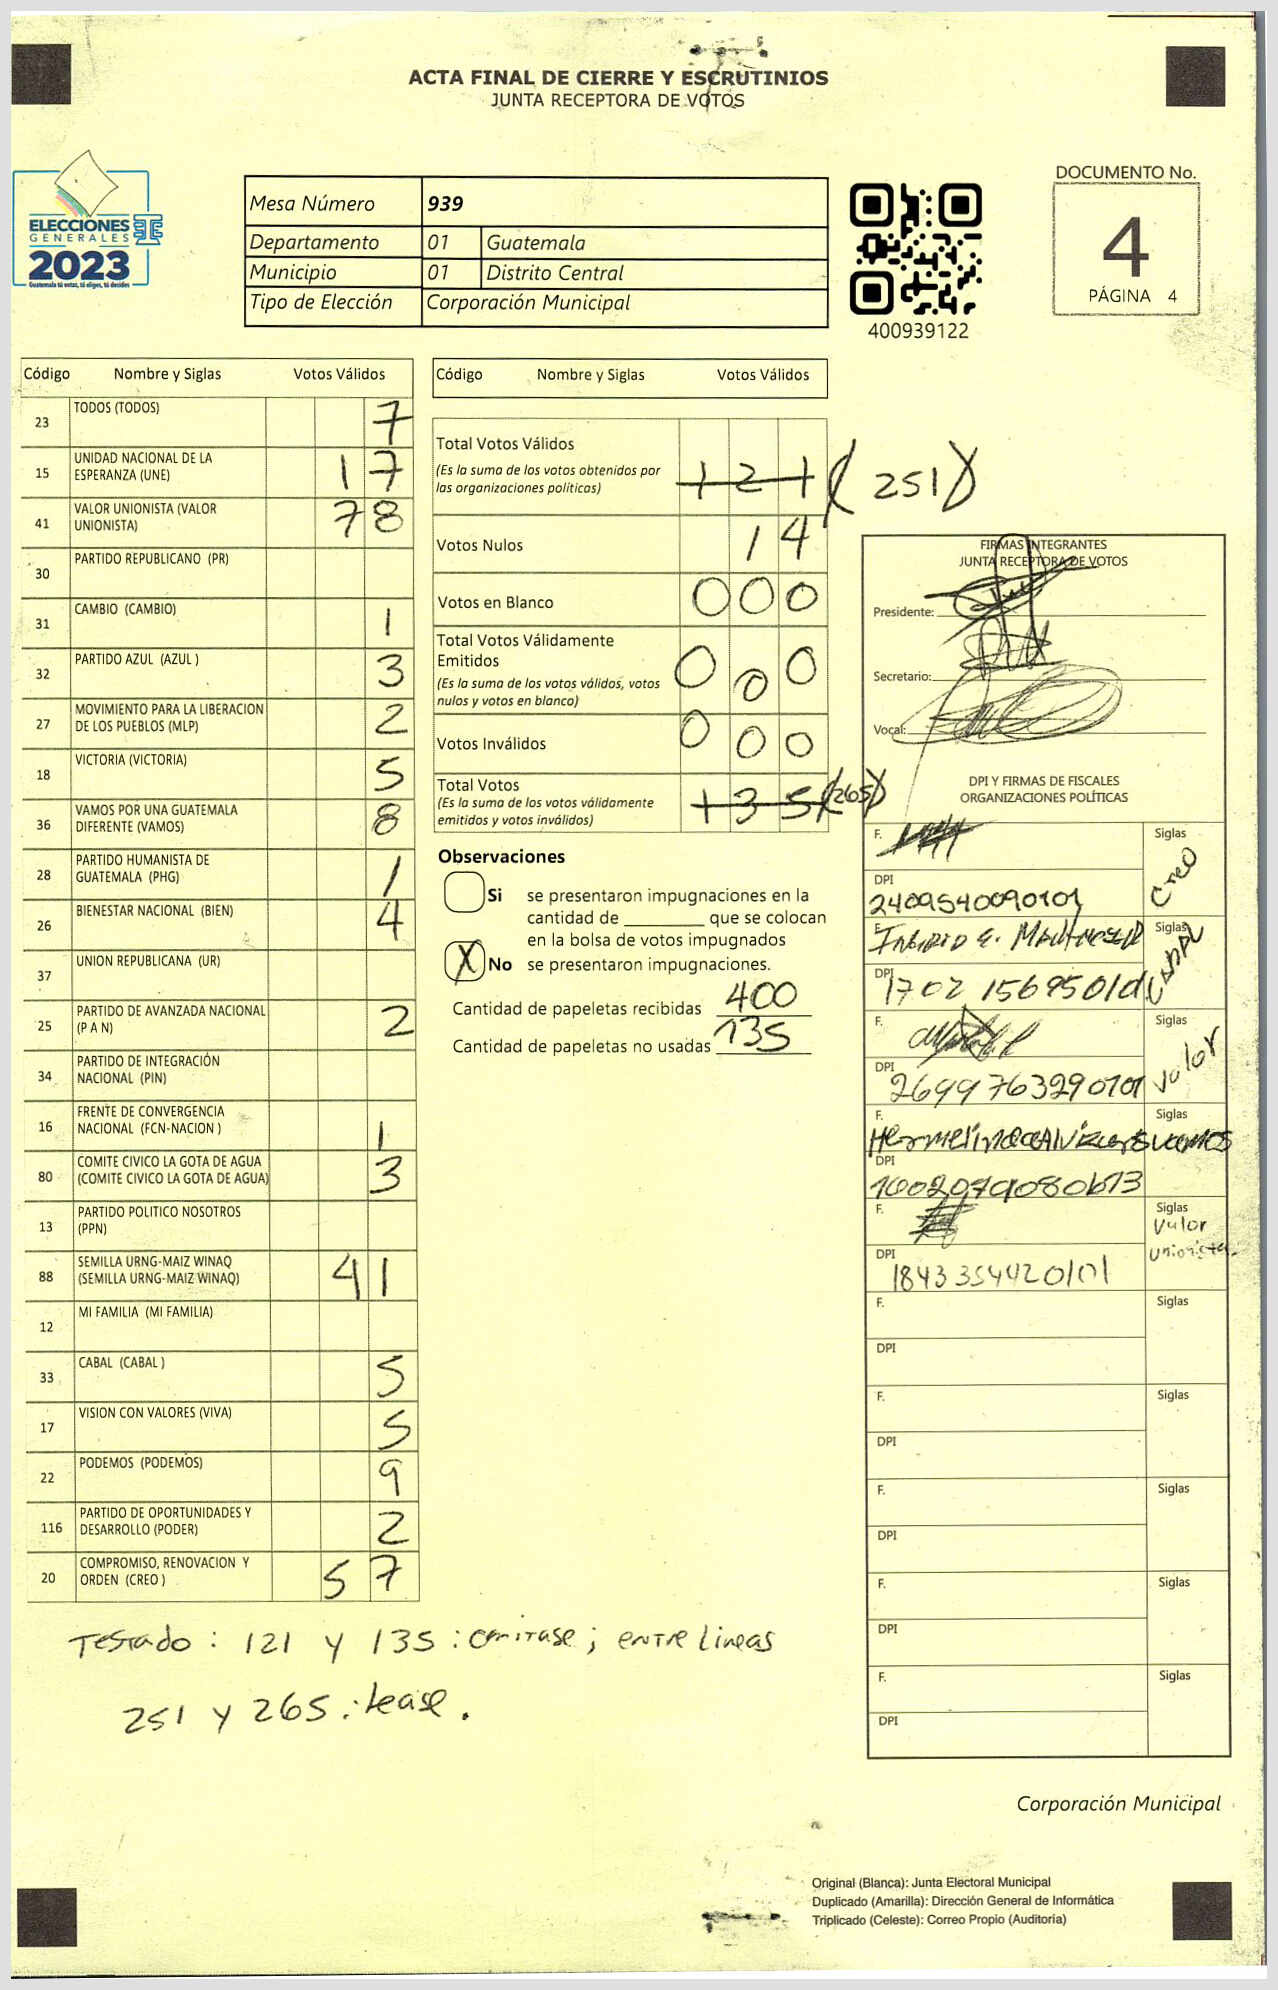 ACTA FINAL DE CIERRE Y ESCRUTINIOS
JUNTA RECEPTORA DE VOTOS
ELECCIONES
GENERALES
2023
Guatemala tú votas, tú eliges, tú decides
Mesa Número 939
Departamento 01 Guatemala
Municipio 01 Distrito Central
Tipo de Elección Corporación Municipal
400939122
DOCUMENTO No.
4
PÁGINA 4
Código Nombre y Siglas Votos Válidos
23 TODOS (TODOS) 7
15 UNIDAD NACIONAL DE LA
ESPERANZA (UNE) 17
41 VALOR UNIONISTA (VALOR
UNIONISTA) 78
30 PARTIDO REPUBLICANO (PR)
31 CAMBIO (CAMBIO) 1
32 PARTIDO AZUL (AZUL ) 3
27 MOVIMIENTO PARA LA LIBERACION
DE LOS PUEBLOS (MLP) 2
18 VICTORIA (VICTORIA) 5
36 VAMOS POR UNA GUATEMALA
DIFERENTE (VAMOS) 8
28 PARTIDO HUMANISTA DE
GUATEMALA (PHG) 1
26 BIENESTAR NACIONAL (BIEN) 4
37 UNION REPUBLICANA (UR)
25 PARTIDO DE AVANZADA NACIONAL
(P A N) 2
34 PARTIDO DE INTEGRACIÓN
NACIONAL (PIN)
16 FRENTE DE CONVERGENCIA
NACIONAL (FCN-NACION ) 1
80 COMITE CIVICO LA GOTA DE AGUA
(COMITE CIVICO LA GOTA DE AGUA) 3
13 PARTIDO POLITICO NOSOTROS
(PPN)
88 SEMILLA URNG-MAIZ WINAQ
(SEMILLA URNG-MAIZ WINAQ) 41
12 MI FAMILIA (MI FAMILIA)
33 CABAL (CABAL ) 5
17 VISION CON VALORES (VIVA) 5
22 PODEMOS (PODEMOS) 9
116 PARTIDO DE OPORTUNIDADES Y
DESARROLLO (PODER) 2
20 COMPROMISO, RENOVACION Y
ORDEN (CREO ) 57
Testado : 121 y 135 : omitase ; entre lineas
251 y 265 : Lease .
Código Nombre y Siglas Votos Válidos
Total Votos Válidos
(Es la suma de los votos obtenidos por
las organizaciones políticas) 121 (251)
Votos Nulos 14
Votos en Blanco 000
Total Votos Válidamente
Emitidos 000
(Es la suma de los votos válidos, votos
nulos y votos en blanco)
Votos Inválidos 000
Total Votos
(Es la suma de los votos válidamente
emitidos y votos inválidos) 135 (265)
Observaciones
Si se presentaron impugnaciones en la
cantidad de ________ que se colocan
en la bolsa de votos impugnados
X No se presentaron impugnaciones.
Cantidad de papeletas recibidas 400
Cantidad de papeletas no usadas 135
FIRMAS INTEGRANTES
JUNTA RECEPTORA DE VOTOS
Presidente:
Secretario:
Vocal:
DPI Y FIRMAS DE FISCALES
ORGANIZACIONES POLÍTICAS
F. Siglas
Creo
DPI
2409540090101
F. Siglas
DPI
F. Siglas
Valor
DPI
2699763290101
F. Siglas
Vamos
DPI
F. Siglas
Valor
Unionista.
DPI
1843354420101
F. Siglas
DPI
F. Siglas
DPI
F. Siglas
DPI
F. Siglas
DPI
F. Siglas
DPI
Corporación Municipal
Original (Blanca): Junta Electoral Municipal
Duplicado (Amarilla): Dirección General de Informática
Triplicado (Celeste): Correo Propio (Auditoría)